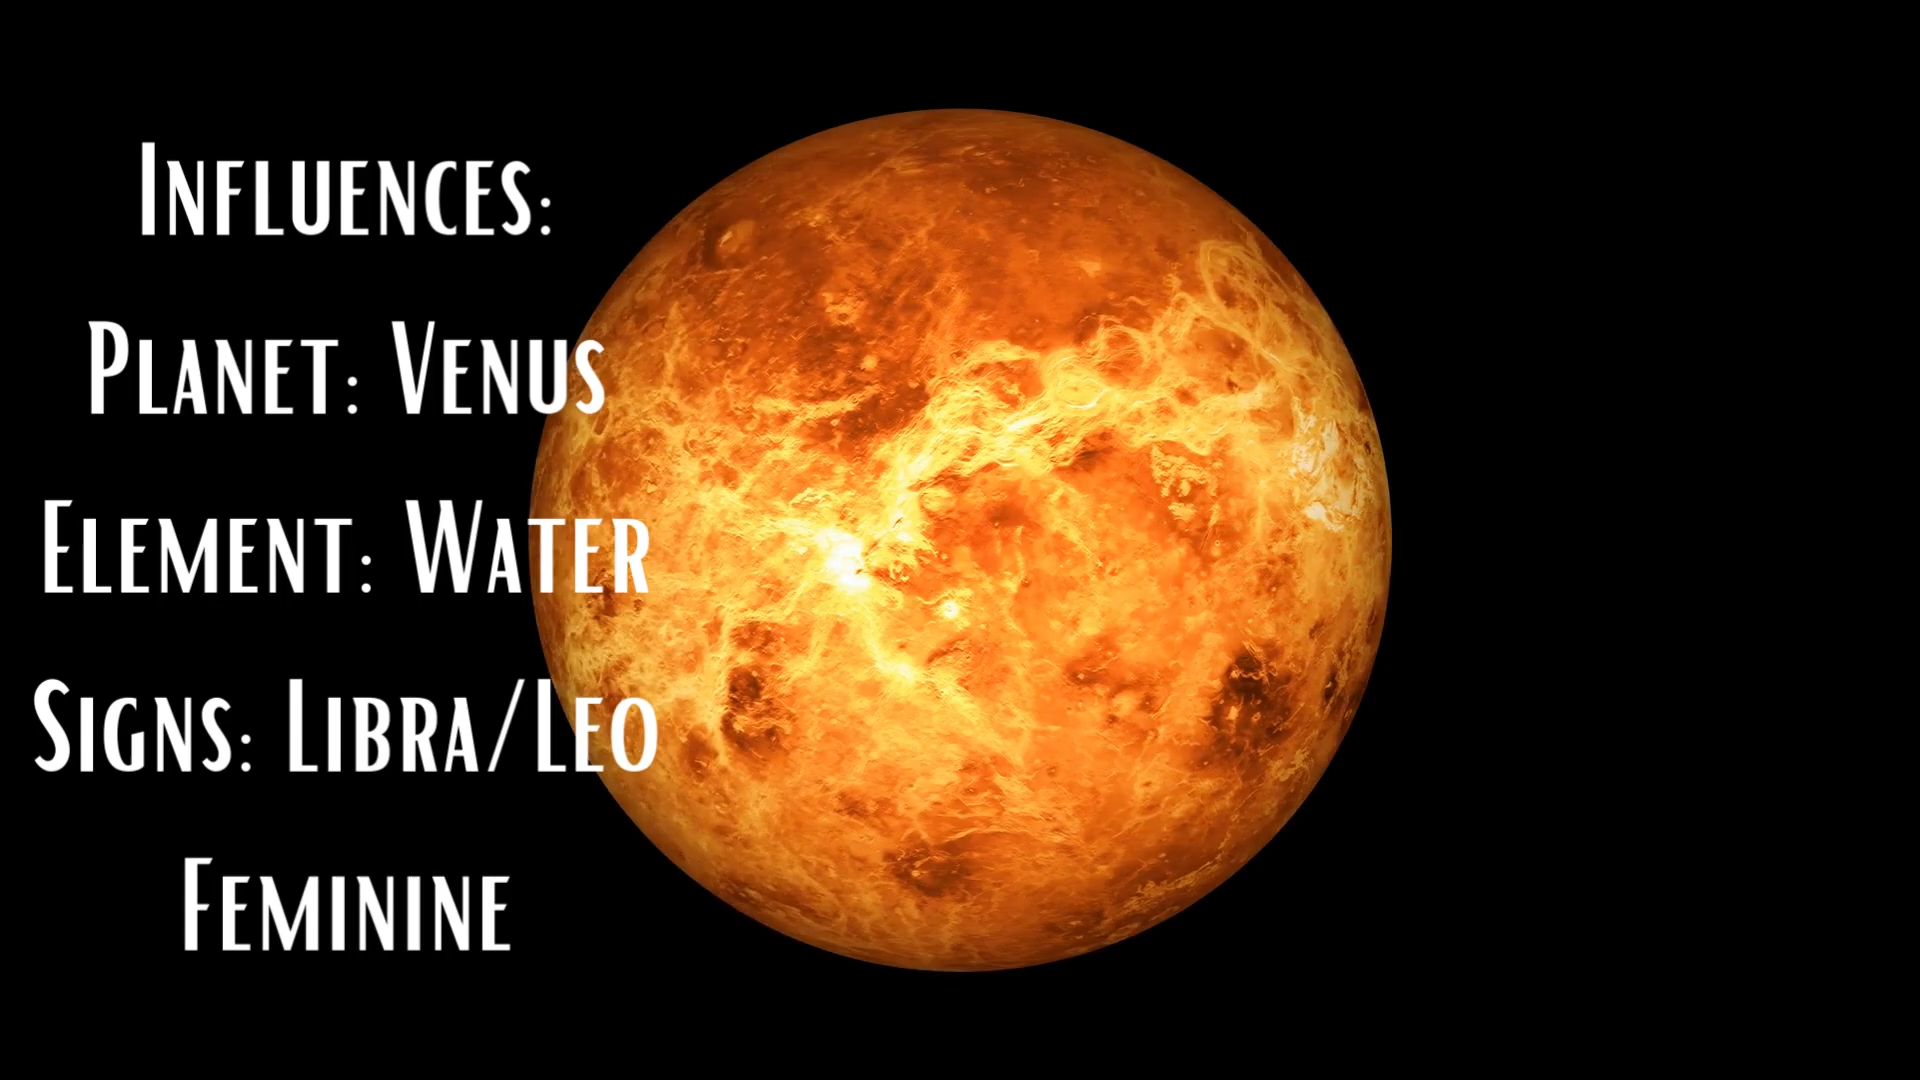 Influences:
Planet: Venus
Element: Water
Signs: Libra/Leo
Feminine